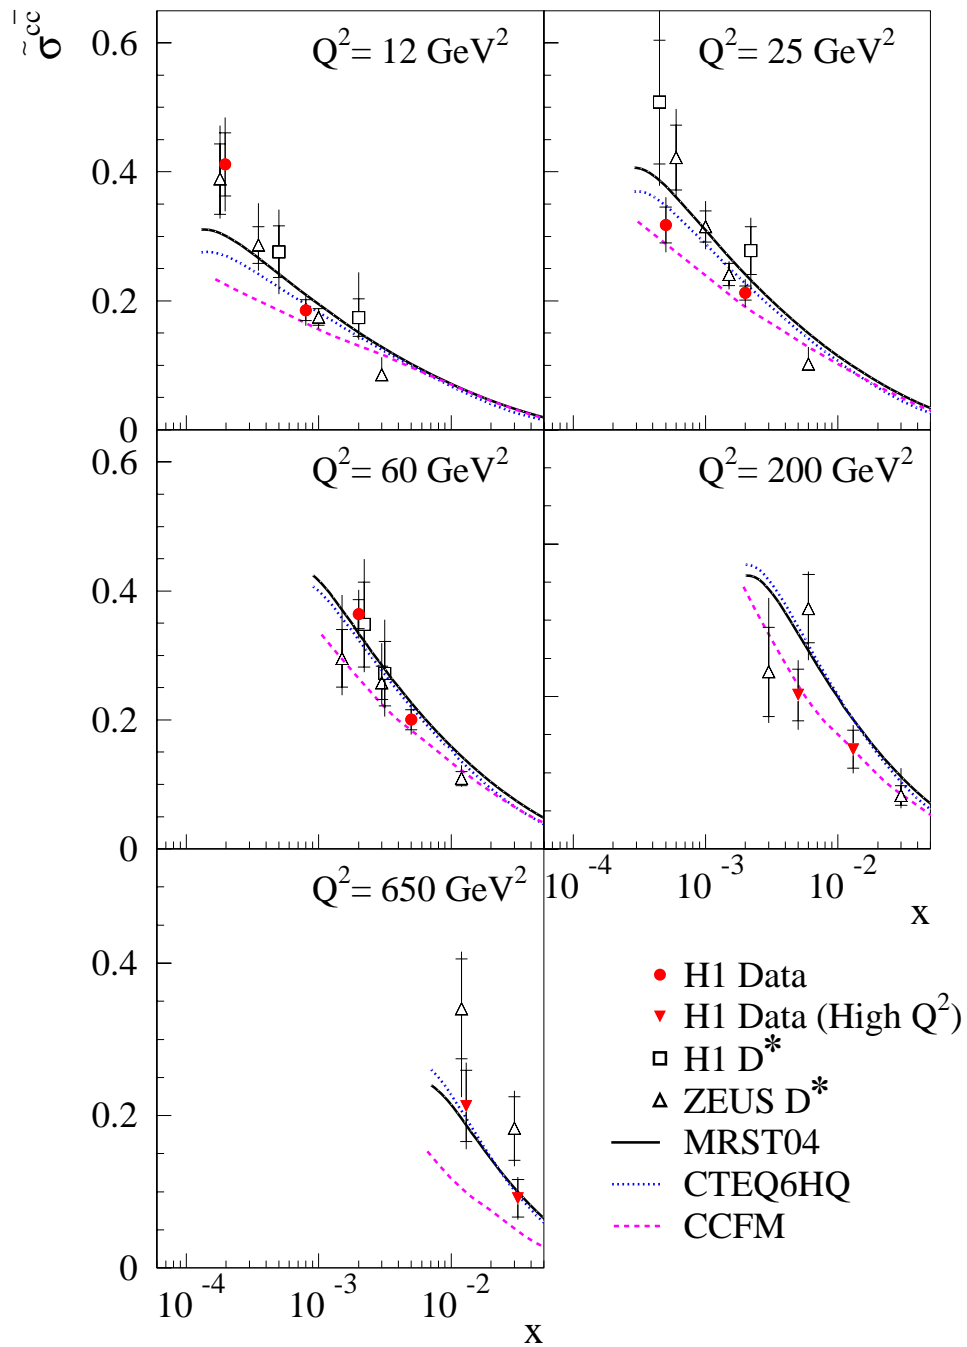 σ̃^cc̄
Q²= 12 GeV²
Q²= 25 GeV²
0.6
0.4
0.2
0
Q²= 60 GeV²
Q²= 200 GeV²
0.6
0.4
0.2
0
10⁻⁴ 10⁻³ 10⁻²
x
Q²= 650 GeV²
0.4
0.2
0
10⁻⁴ 10⁻³ 10⁻²
x
H1 Data
H1 Data (High Q²)
H1 D*
ZEUS D*
MRST04
CTEQ6HQ
CCFM